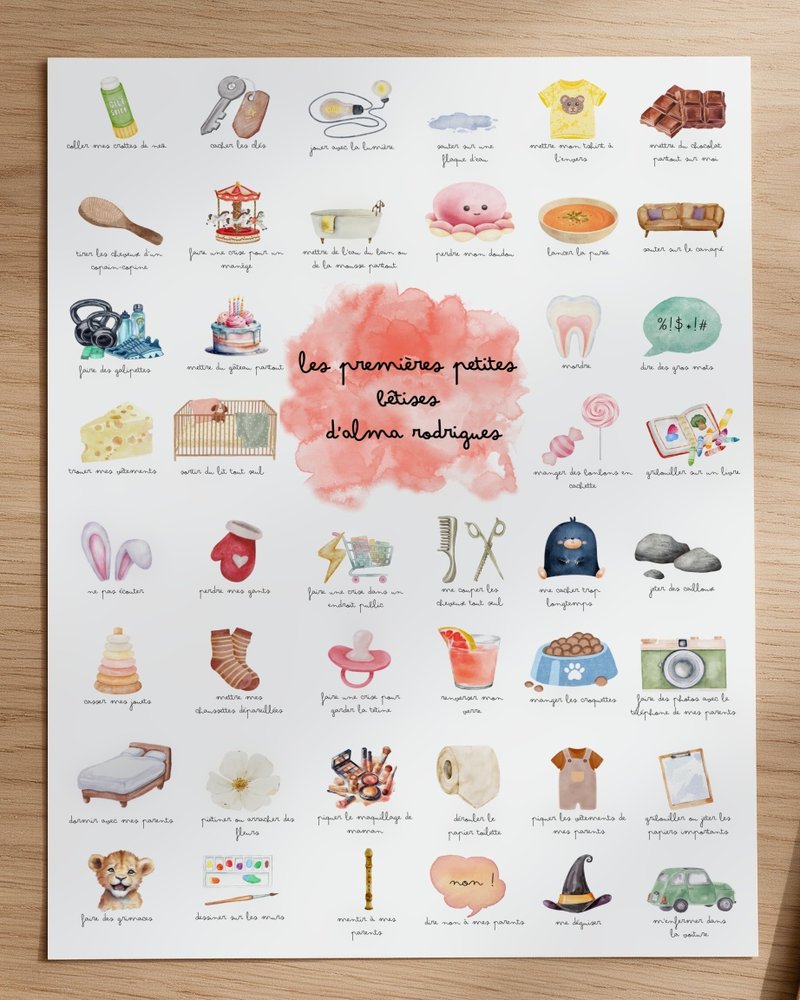 GLUE STICK
coller mes crottes de nez
cacher les clés
jouer avec la lumière
sauter sur une
flaque d'eau
mettre mon tshirt à
l'envers
mettre du chocolat
partout sur moi
tirer les cheveux d'un
copain-copine
faire une crise pour un
manège
mettre de l'eau du bain ou
de la mousse partout
perdre mon doudou
lancer la purée
sauter sur le canapé
faire des galipettes
mettre du gâteau partout
les premières petites
bêtises
d'alma rodrigues
mordre
%!$+!#
dire des gros mots
trouer mes vêtements
sortir du lit tout seul
manger des bonbons en
cachette
gribouiller sur un livre
ne pas écouter
perdre mes gants
faire une crise dans un
endroit public
me couper les
cheveux tout seul
me cacher trop
longtemps
jeter des cailloux
casser mes jouets
mettre mes
chaussettes dépareillées
faire une crise pour
garder la tétine
renverser mon
verre
manger les croquettes
faire des photos avec le
téléphone de mes parents
dormir avec mes parents
piétiner ou arracher des
fleurs
piquer le maquillage de
maman
dérouler le
papier toilette
piquer les vêtements de
mes parents
gribouiller ou jeter les
papiers importants
faire des grimaces
dessiner sur les murs
mentir à mes
parents
non !
dire non à mes parents
me déguiser
m'enfermer dans
la voiture